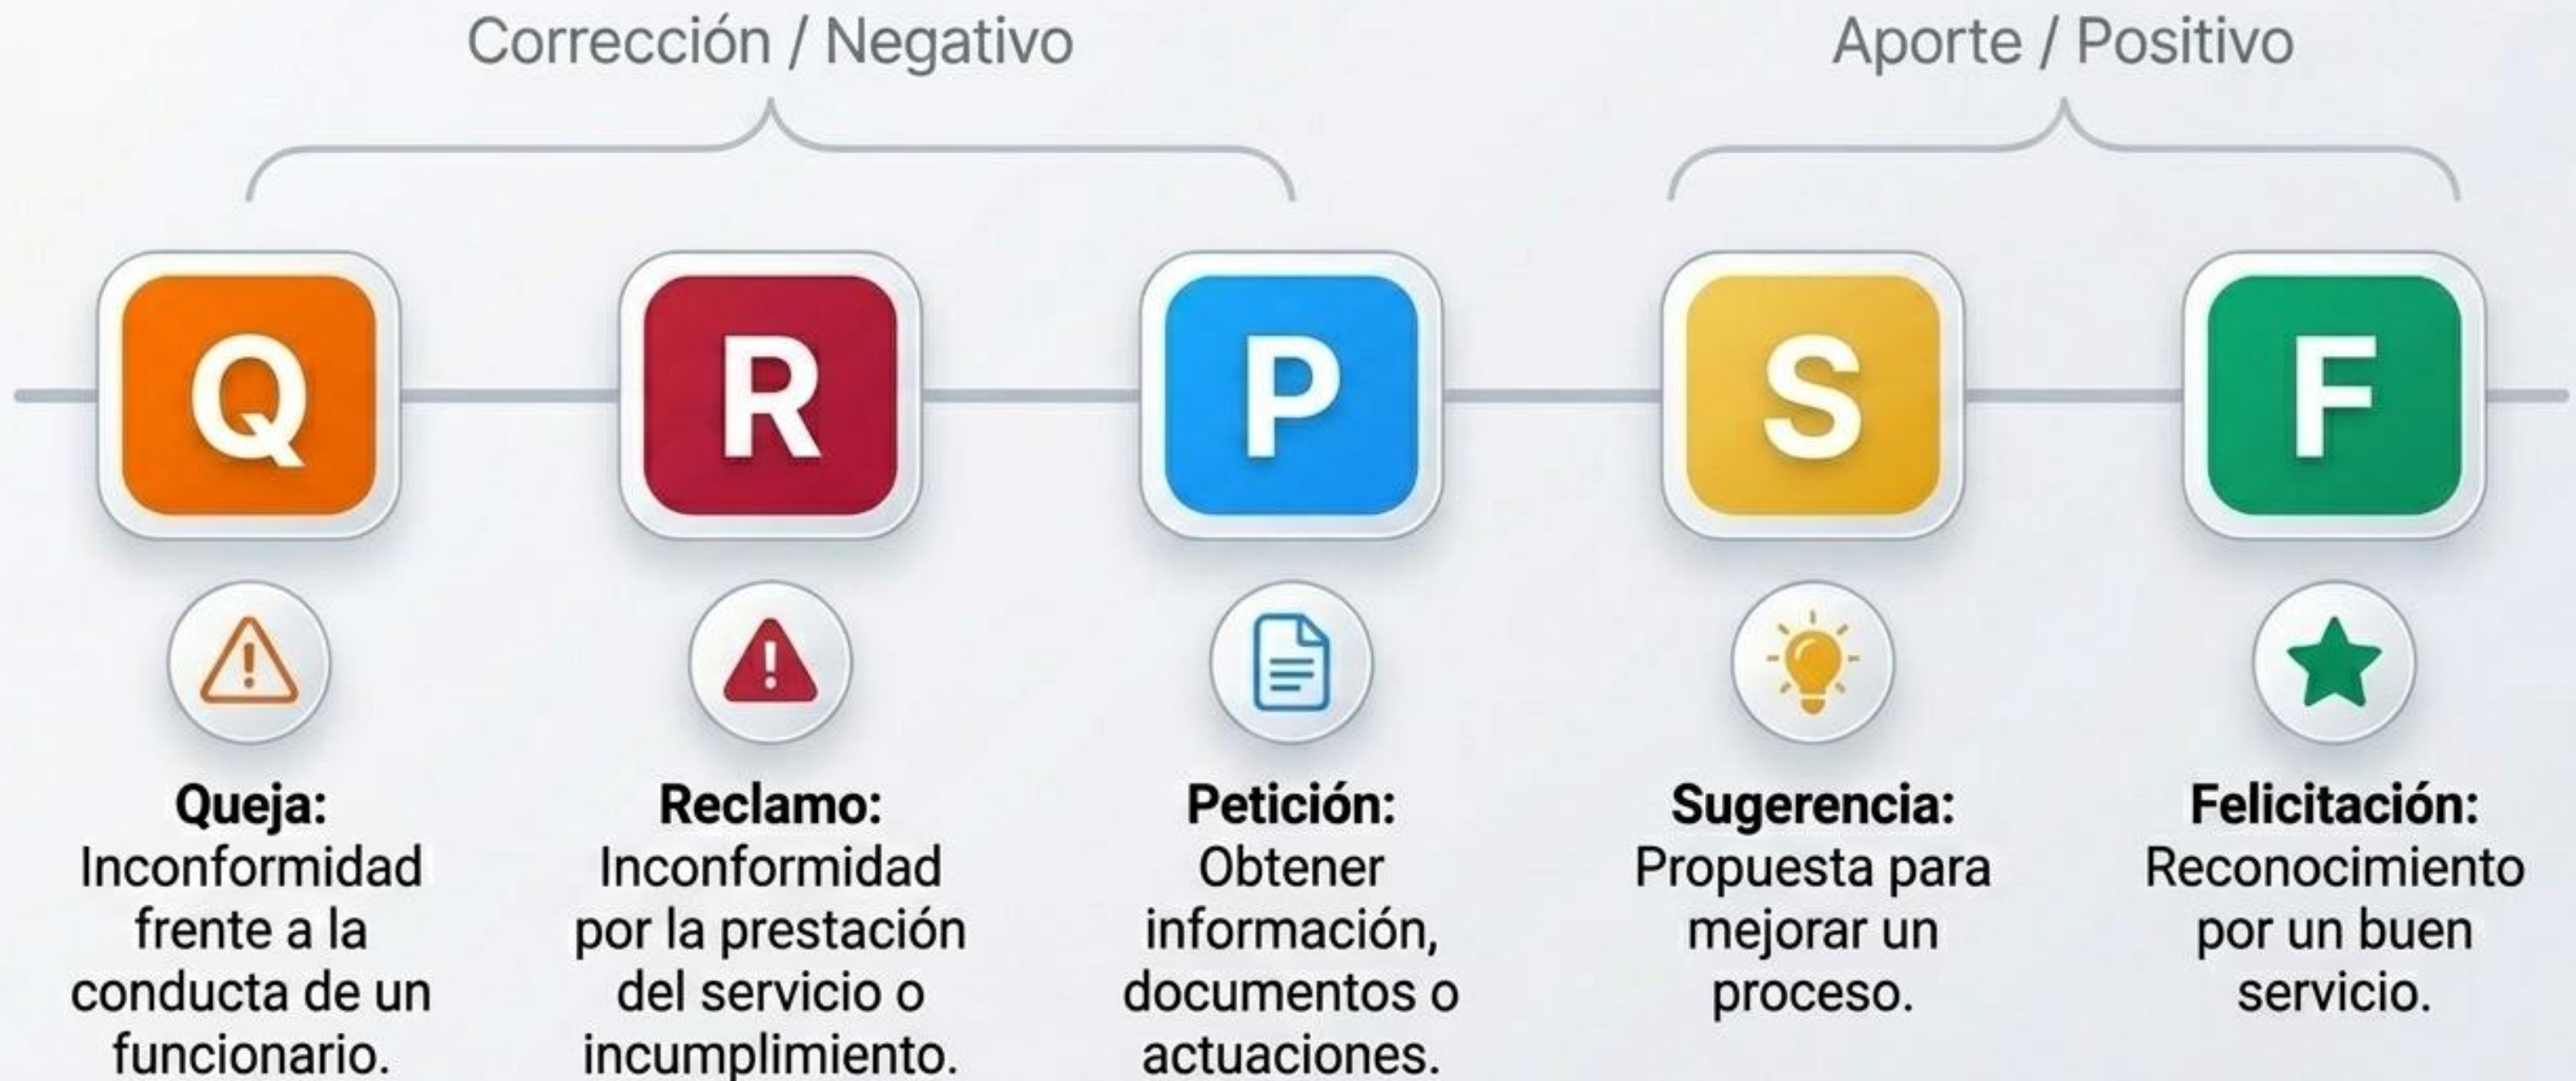 Corrección / Negativo
Aporte / Positivo
Q
R
P
S
F
Queja:
Inconformidad
frente a la
conducta de un
funcionario.
Reclamo:
Inconformidad
por la prestación
del servicio o
incumplimiento.
Petición:
Obtener
información,
documentos o
actuaciones.
Sugerencia:
Propuesta para
mejorar un
proceso.
Felicitación:
Reconocimiento
por un buen
servicio.